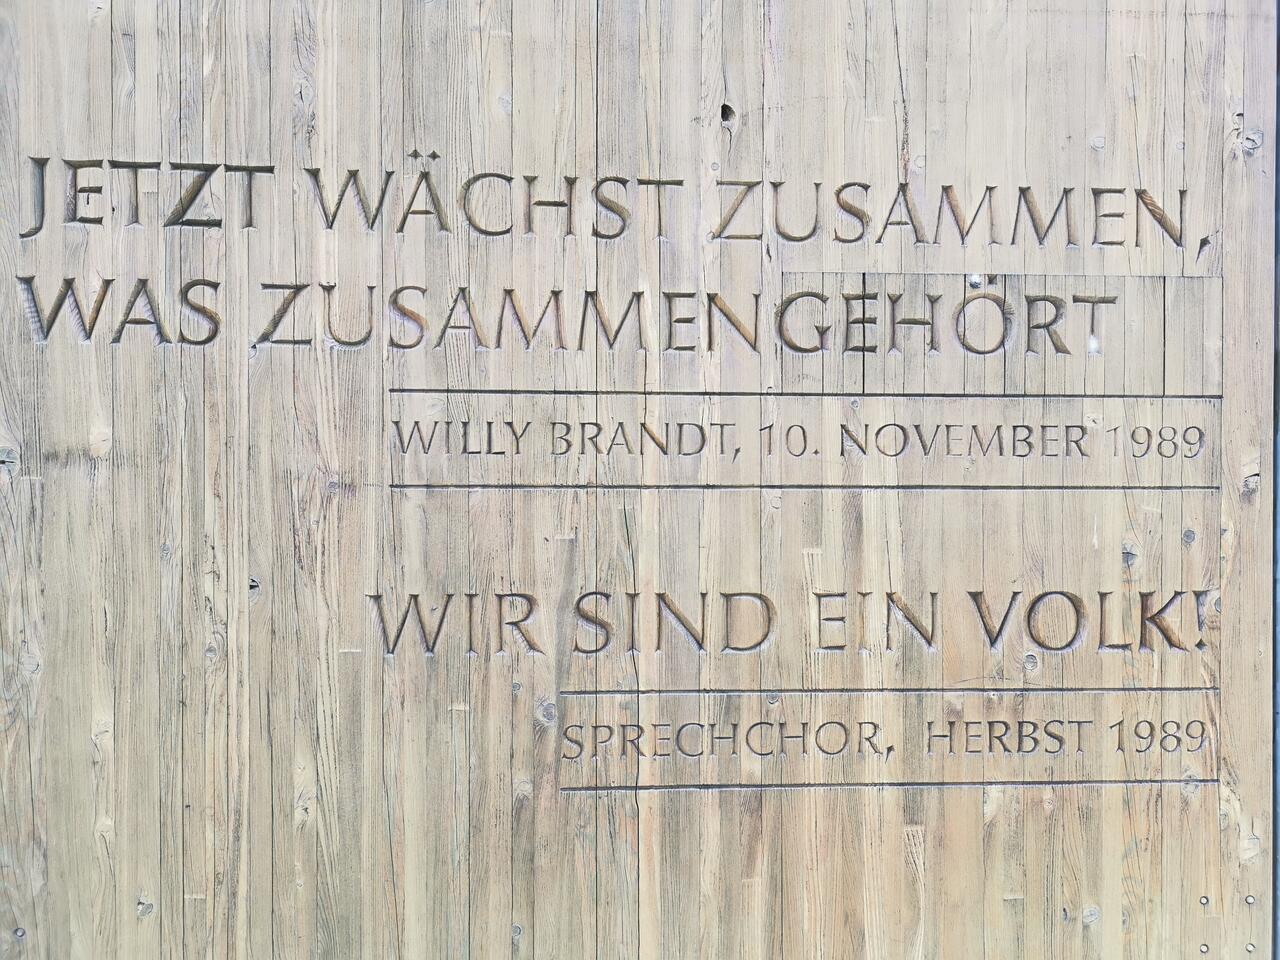 JETZT WÄCHST ZUSAMMEN,
WAS ZUSAMMENGEHÖRT
WILLY BRANDT, 10. NOVEMBER 1989
WIR SIND EIN VOLK!
SPRECHCHOR, HERBST 1989